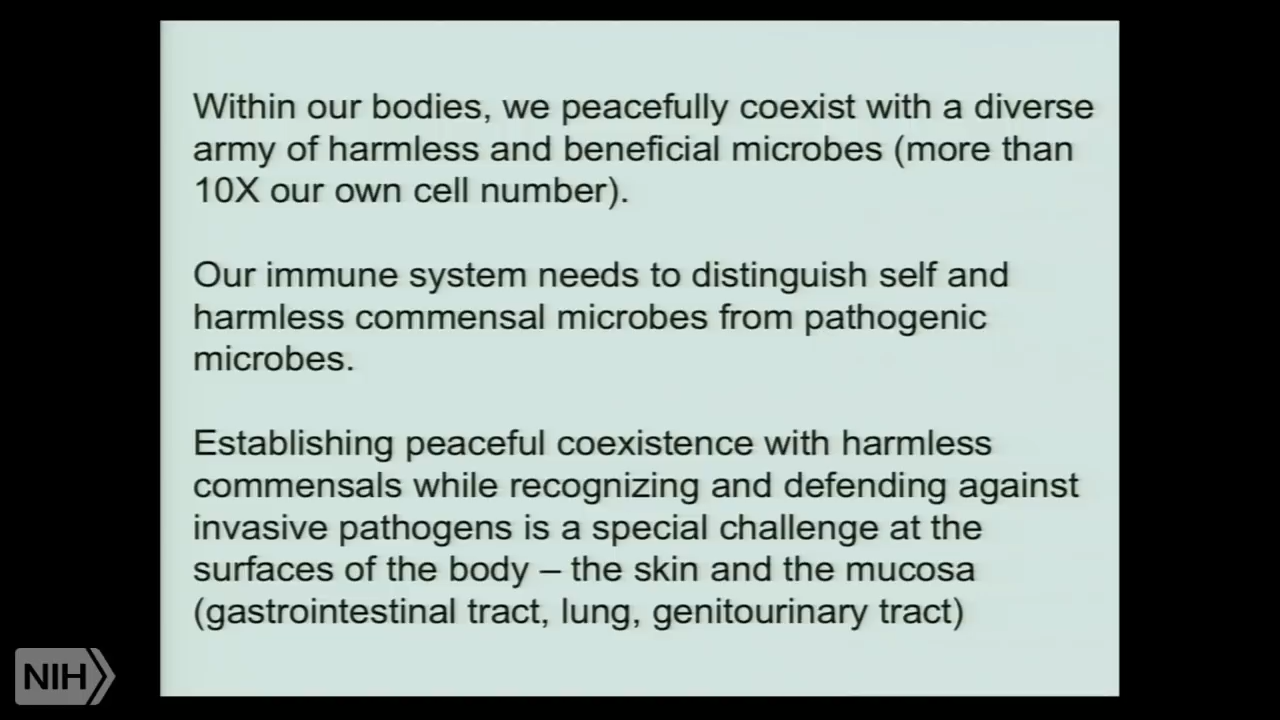 Within our bodies, we peacefully coexist with a diverse
army of harmless and beneficial microbes (more than
10X our own cell number).
Our immune system needs to distinguish self and
harmless commensal microbes from pathogenic
microbes.
Establishing peaceful coexistence with harmless
commensals while recognizing and defending against
invasive pathogens is a special challenge at the
surfaces of the body – the skin and the mucosa
(gastrointestinal tract, lung, genitourinary tract)
NIH